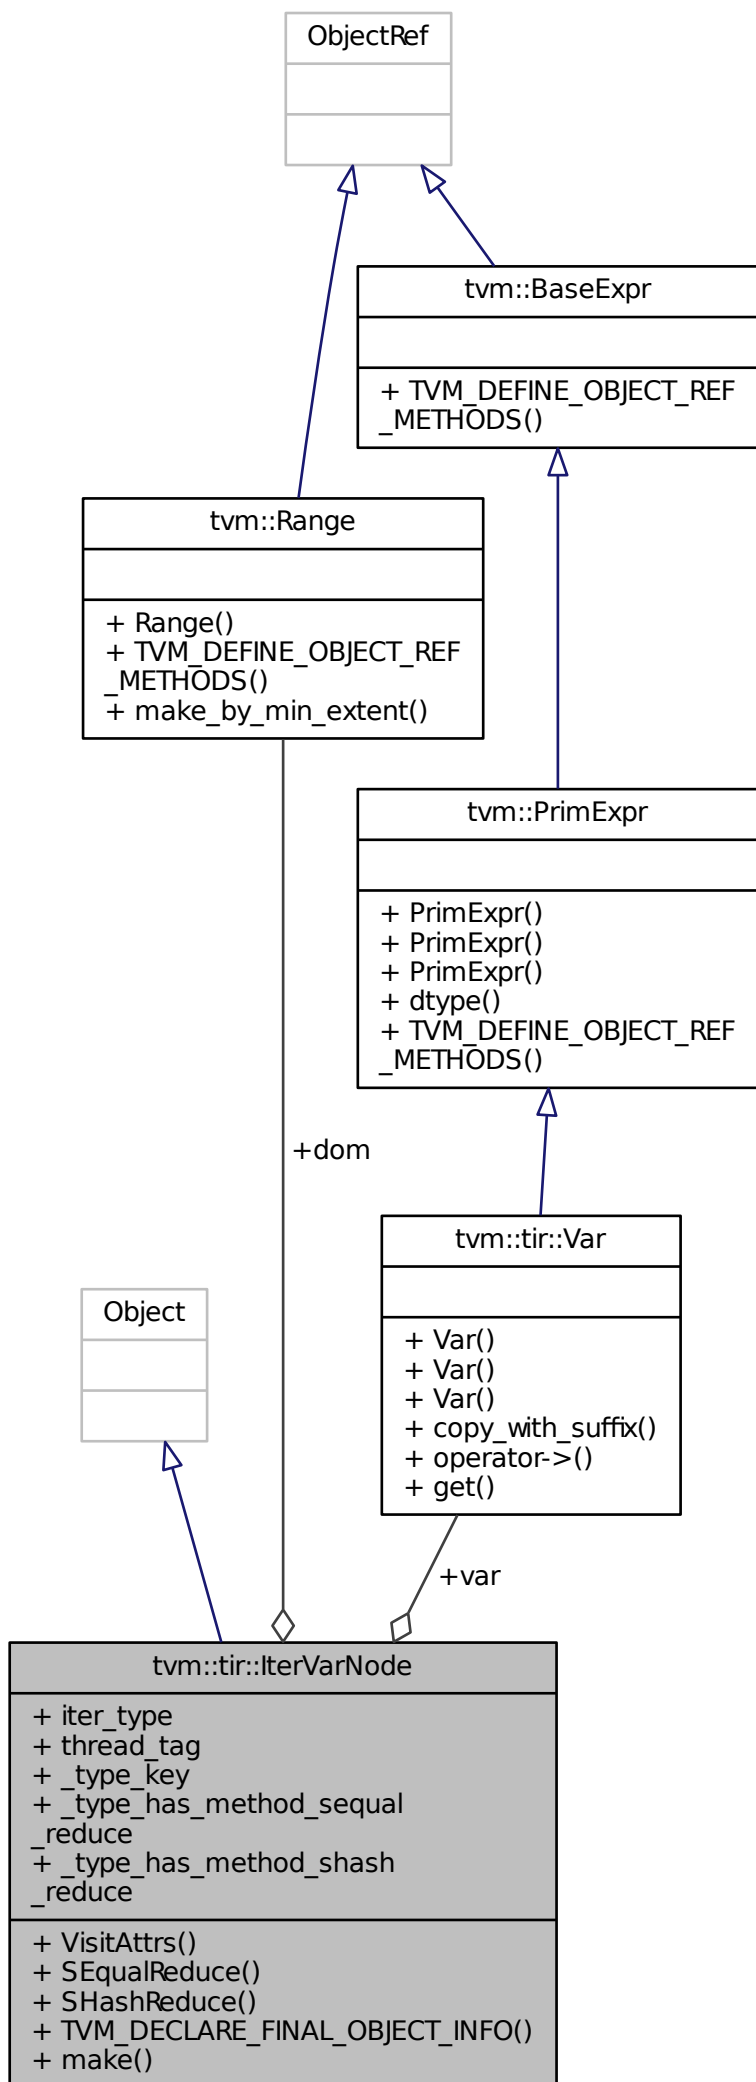 ObjectRef
tvm::BaseExpr
+ TVM_DEFINE_OBJECT_REF
_METHODS()
tvm::Range
+ Range()
+ TVM_DEFINE_OBJECT_REF
_METHODS()
+ make_by_min_extent()
tvm::PrimExpr
+ PrimExpr()
+ PrimExpr()
+ PrimExpr()
+ dtype()
+ TVM_DEFINE_OBJECT_REF
_METHODS()
+dom
tvm::tir::Var
+ Var()
+ Var()
+ Var()
+ copy_with_suffix()
+ operator->()
+ get()
Object
+var
tvm::tir::IterVarNode
+ iter_type
+ thread_tag
+ _type_key
+ _type_has_method_sequal
_reduce
+ _type_has_method_shash
_reduce
+ VisitAttrs()
+ SEqualReduce()
+ SHashReduce()
+ TVM_DECLARE_FINAL_OBJECT_INFO()
+ make()